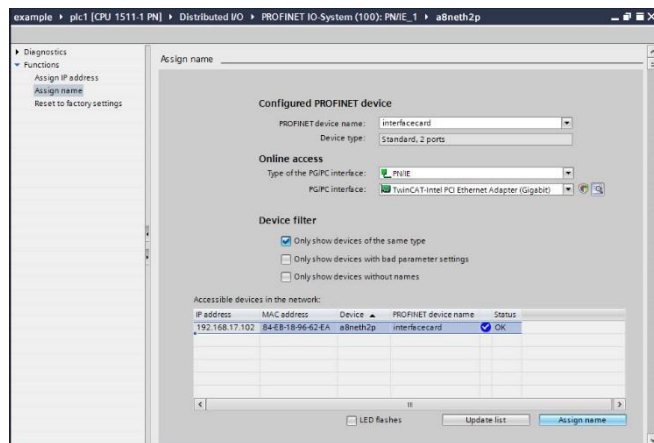 example ▸ plc1 [CPU 1511-1 PN] ▸ Distributed I/O ▸ PROFINET IO-System (100): PN/IE_1 ▸ a8neth2p
Diagnostics
Functions
Assign IP address
Assign name
Reset to factory settings
Assign name
Configured PROFINET device
PROFINET device name: interfacecard
Device type: Standard, 2 ports
Online access
Type of the PG/PC interface: PN/IE
PG/PC interface: TwinCAT-Intel PCI Ethernet Adapter (Gigabit)
Device filter
Only show devices of the same type
Only show devices with bad parameter settings
Only show devices without names
Accessible devices in the network:
IP address MAC address Device PROFINET device name Status
192.168.17.102 84-EB-18-96-62-EA a8neth2p interfacecard OK
LED flashes Update list Assign name